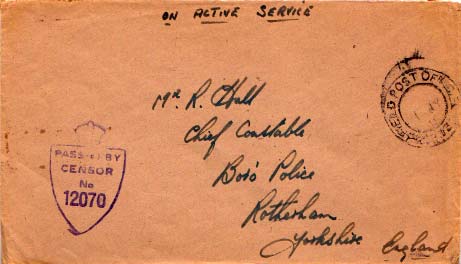 ON ACTIVE SERVICE
FIELD POST OFFICE
Mr. R. Hall
Chief Constable
Boro' Police
Rotherham
Yorkshire England
PASSED BY
CENSOR
No
12070